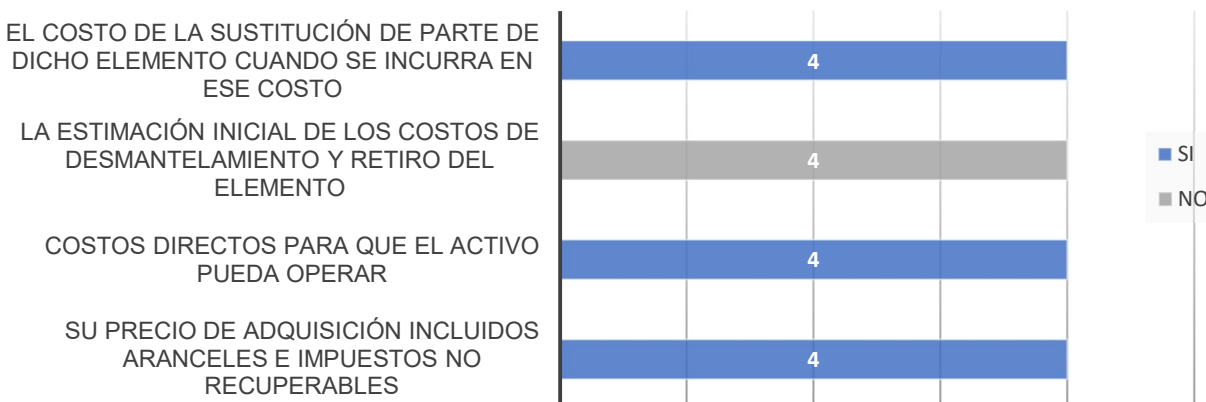 EL COSTO DE LA SUSTITUCIÓN DE PARTE DE
DICHO ELEMENTO CUANDO SE INCURRA EN
ESE COSTO
4
LA ESTIMACIÓN INICIAL DE LOS COSTOS DE
DESMANTELAMIENTO Y RETIRO DEL
ELEMENTO
4
COSTOS DIRECTOS PARA QUE EL ACTIVO
PUEDA OPERAR
4
SU PRECIO DE ADQUISICIÓN INCLUIDOS
ARANCELES E IMPUESTOS NO
RECUPERABLES
4
SI
NO